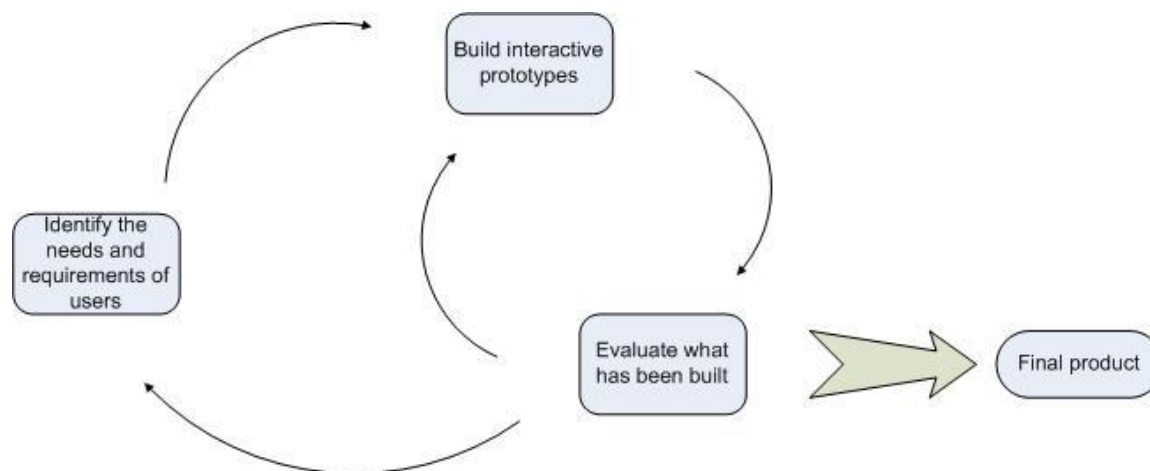 Build interactive
prototypes
Identify the
needs and
requirements of
users
Evaluate what
has been built
Final product